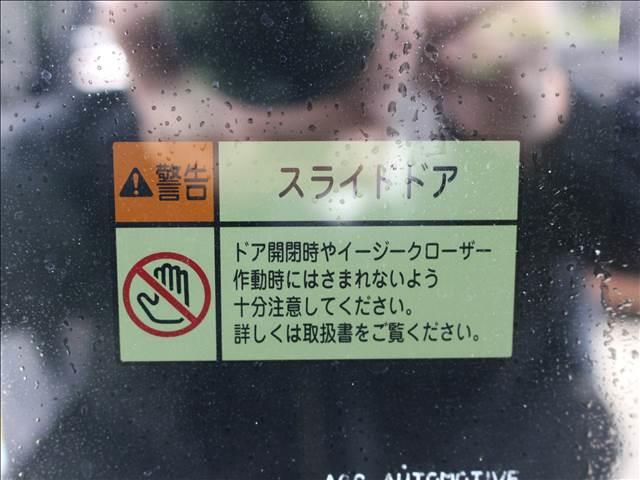 警告
スライドドア
ドア開閉時やイージークローザー
作動時にはさまれないよう
十分注意してください。
詳しくは取扱書をご覧ください。
AUTOMOTIVE